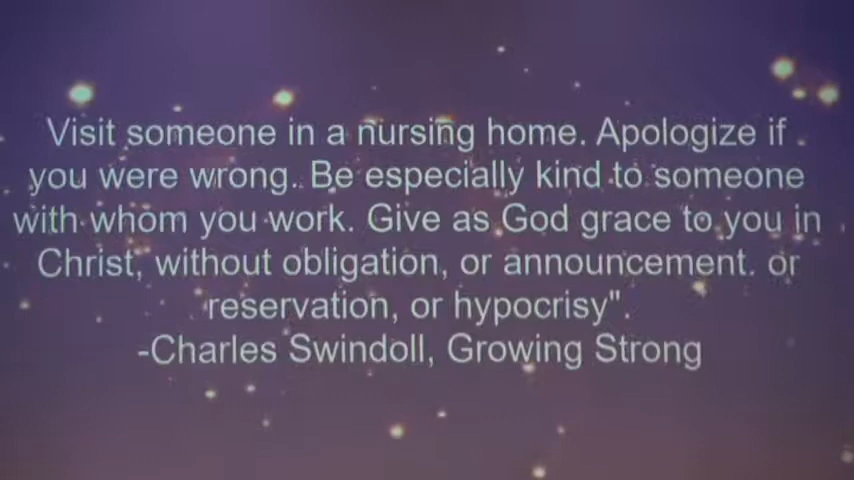 Visit someone in a nursing home. Apologize if
you were wrong. Be especially kind to someone
with whom you work. Give as God grace to you in
Christ, without obligation, or announcement. or
reservation, or hypocrisy".
-Charles Swindoll, Growing Strong